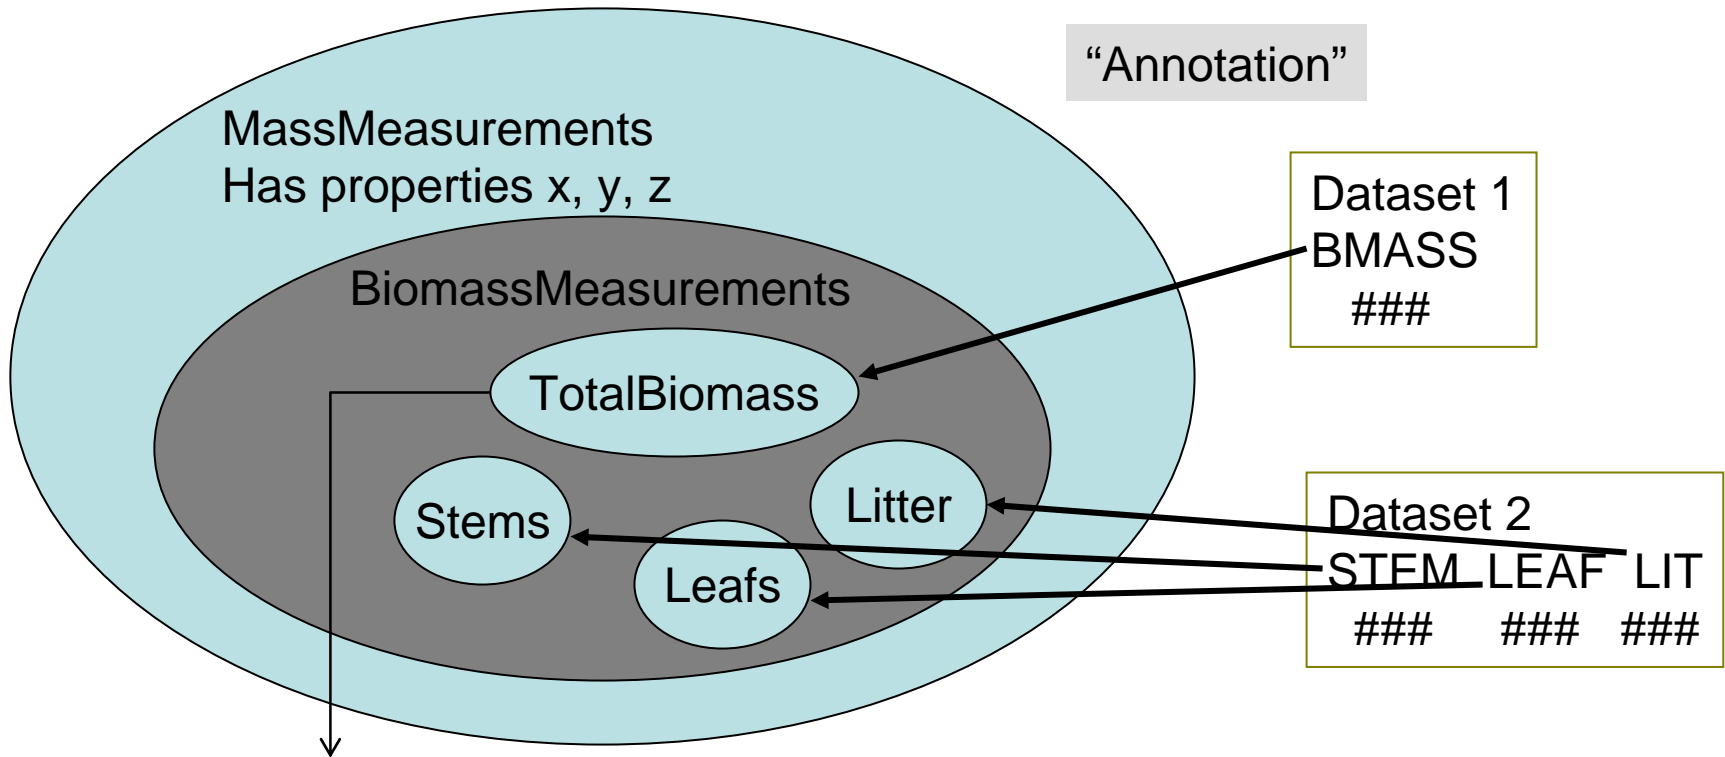 “Annotation”
MassMeasurements
Has properties x, y, z
Dataset 1
BMASS
###
BiomassMeasurements
TotalBiomass
Stems
Litter
Leafs
Dataset 2
STEM LEAF LIT
### ### ###